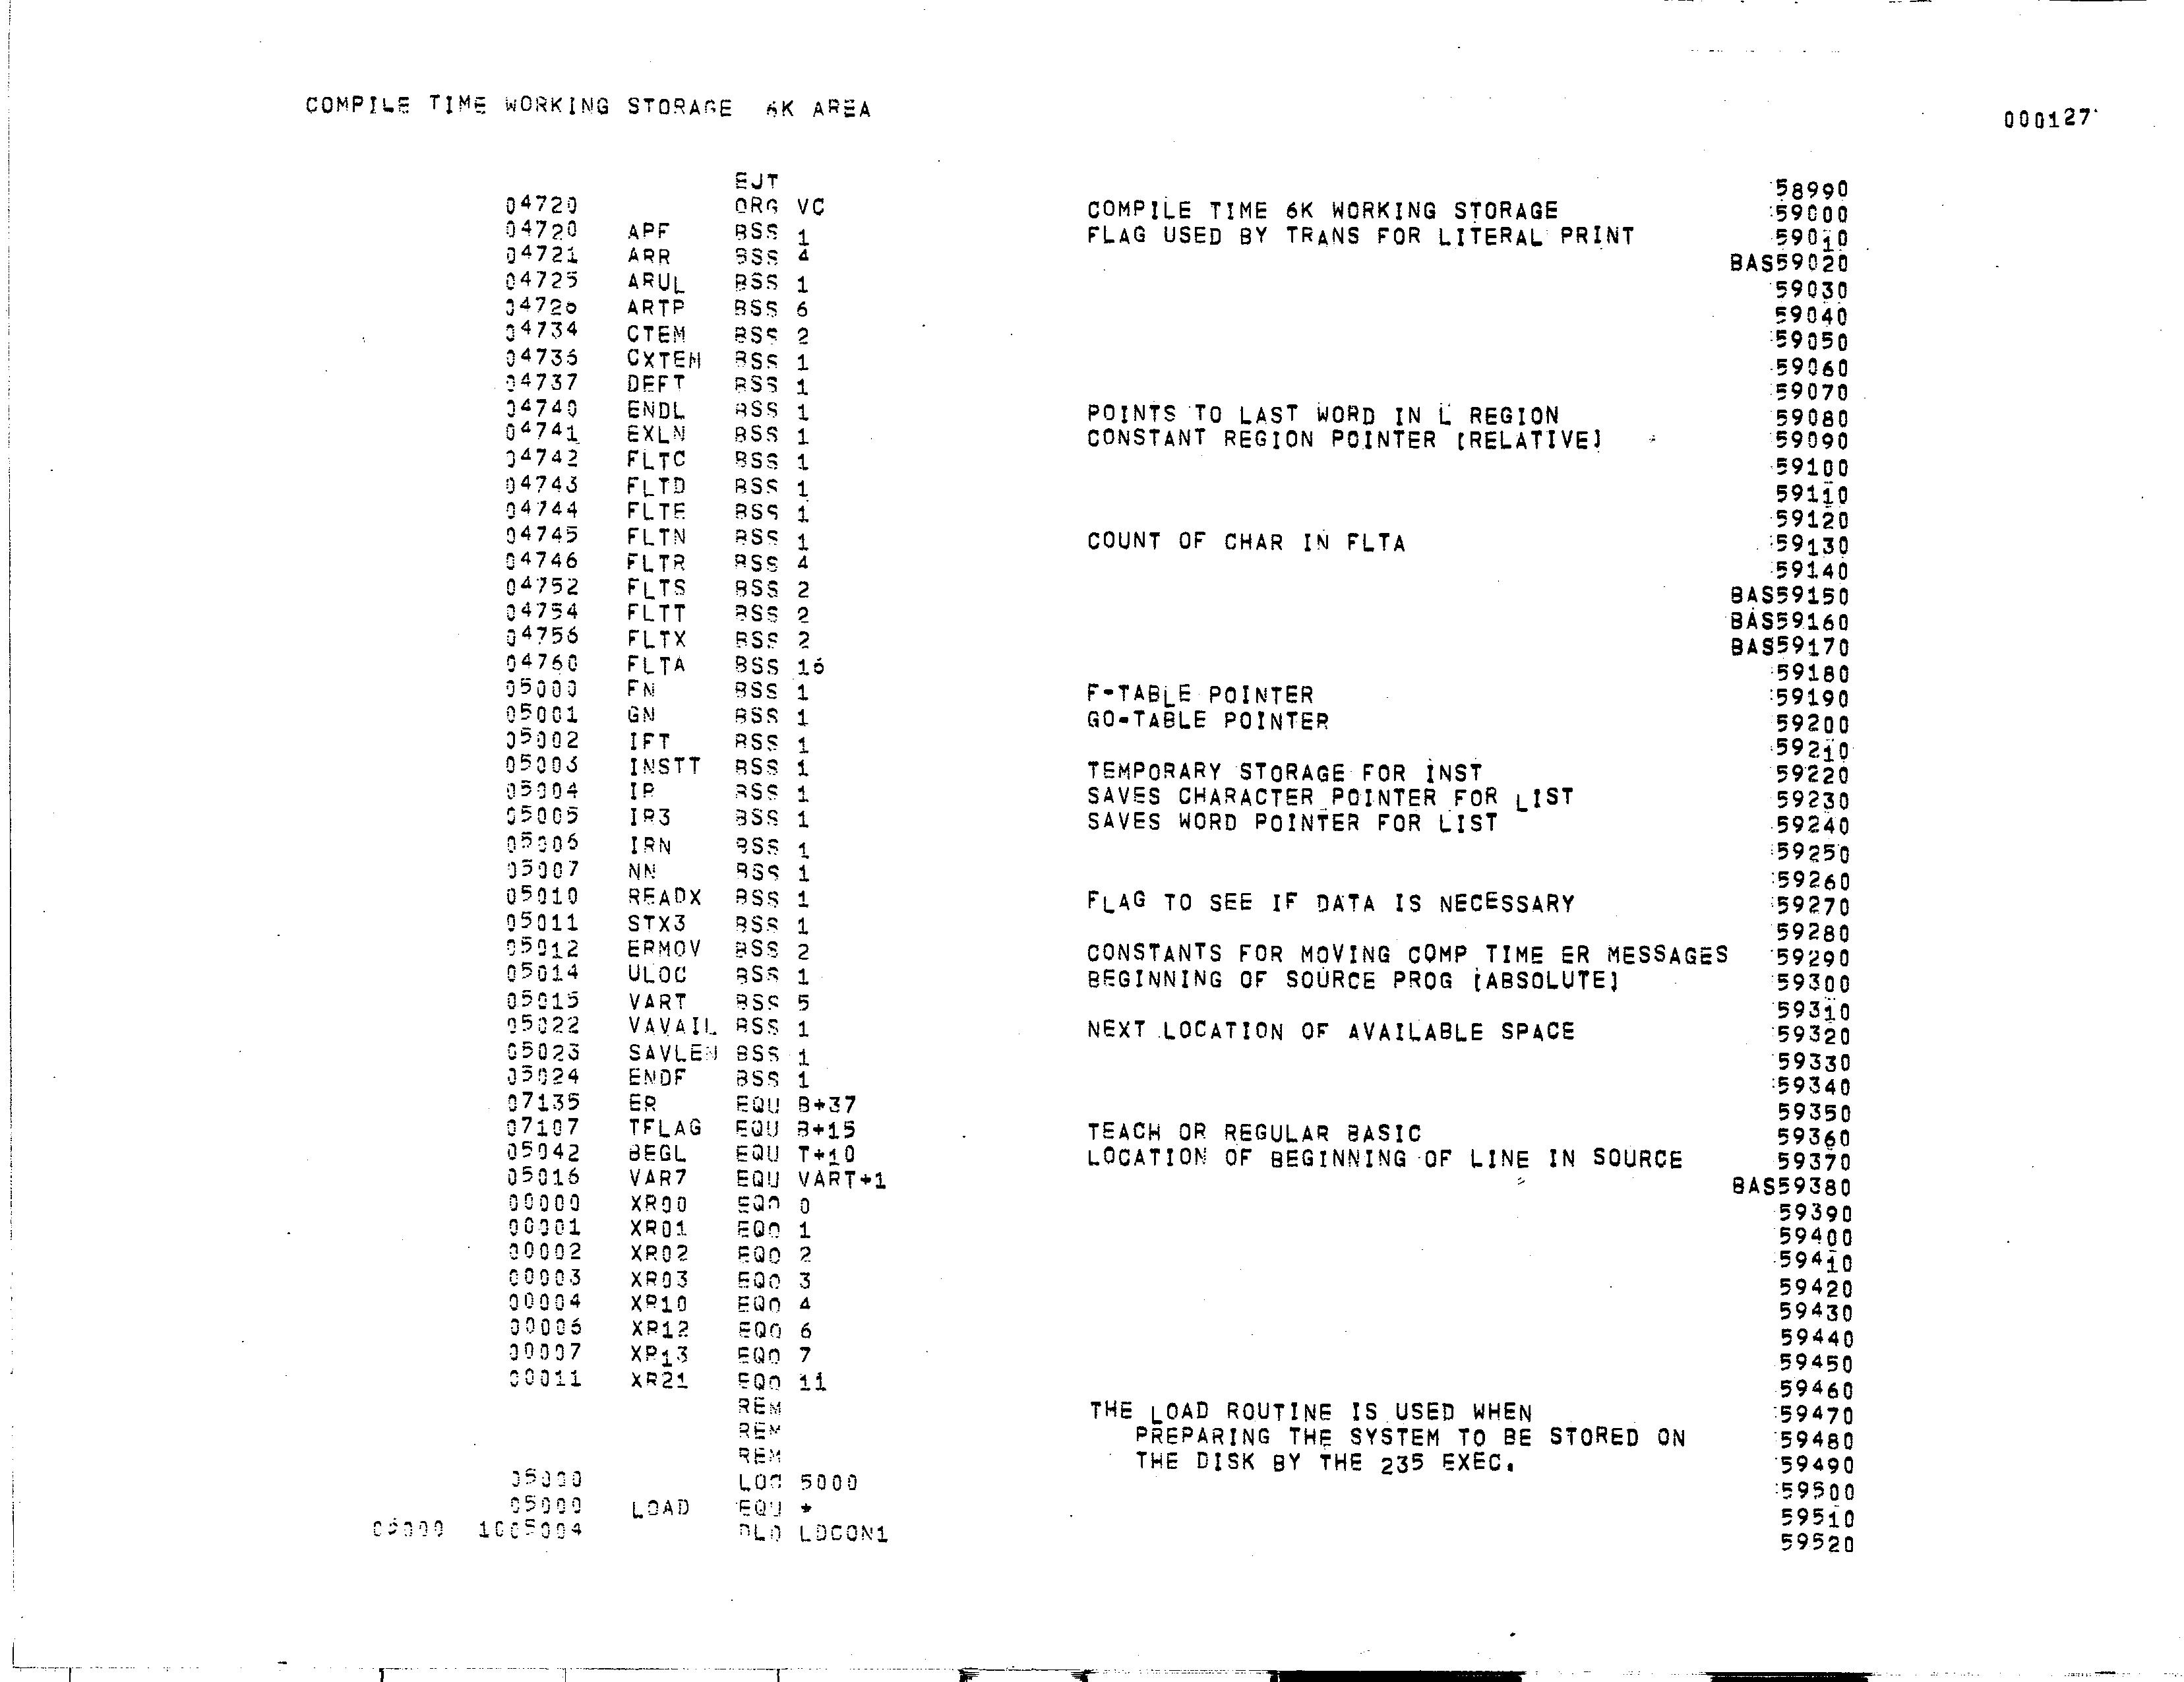 COMPILE TIME WORKING STORAGE 6K AREA 000127
EJT 58990
04720 ORG VC COMPILE TIME 6K WORKING STORAGE 59000
04720 APF BSS 1 FLAG USED BY TRANS FOR LITERAL PRINT 59010
04721 ARR BSS 4 BAS59020
04725 ARUL BSS 1 59030
04726 ARTP BSS 6 59040
04734 CTEM BSS 2 59050
04736 CXTEM BSS 1 59060
04737 DEFT BSS 1 59070
04740 ENDL BSS 1 POINTS TO LAST WORD IN L REGION 59080
04741 EXLN BSS 1 CONSTANT REGION POINTER [RELATIVE] 59090
04742 FLTC BSS 1 59100
04743 FLTD BSS 1 59110
04744 FLTE BSS 1 59120
04745 FLTN BSS 1 COUNT OF CHAR IN FLTA 59130
04746 FLTR BSS 4 59140
04752 FLTS BSS 2 BAS59150
04754 FLTT BSS 2 BAS59160
04756 FLTX BSS 2 BAS59170
04760 FLTA BSS 16 59180
05000 FN BSS 1 F-TABLE POINTER 59190
05001 GN BSS 1 GO-TABLE POINTER 59200
05002 IFT BSS 1 59210
05003 INSTT BSS 1 TEMPORARY STORAGE FOR INST 59220
05004 IR BSS 1 SAVES CHARACTER POINTER FOR LIST 59230
05005 IR3 BSS 1 SAVES WORD POINTER FOR LIST 59240
05006 IRN BSS 1 59250
05007 NN BSS 1 59260
05010 READX BSS 1 FLAG TO SEE IF DATA IS NECESSARY 59270
05011 STX3 BSS 1 59280
05012 ERMOV BSS 2 CONSTANTS FOR MOVING COMP TIME ER MESSAGES 59290
05014 ULOC BSS 1 BEGINNING OF SOURCE PROG [ABSOLUTE] 59300
05015 VART BSS 5 59310
05022 VAVAIL BSS 1 NEXT LOCATION OF AVAILABLE SPACE 59320
05023 SAVLEN BSS 1 59330
05024 ENDF BSS 1 59340
07135 ER EQU B+37 59350
07107 TFLAG EQU B+15 TEACH OR REGULAR BASIC 59360
05042 BEGL EQU T+10 LOCATION OF BEGINNING OF LINE IN SOURCE 59370
05016 VAR7 EQU VART+1 BAS59380
00000 XR00 EQO 0 59390
00001 XR01 EQO 1 59400
00002 XR02 EQO 2 59410
00003 XR03 EQO 3 59420
00004 XR10 EQO 4 59430
00006 XR12 EQO 6 59440
00007 XR13 EQO 7 59450
00011 XR21 EQO 11 59460
REM THE LOAD ROUTINE IS USED WHEN 59470
REM PREPARING THE SYSTEM TO BE STORED ON 59480
REM THE DISK BY THE 235 EXEC. 59490
05000 LOC 5000 59500
05000 LOAD EQU * 59510
05000 1005004 DLD LDCON1 59520